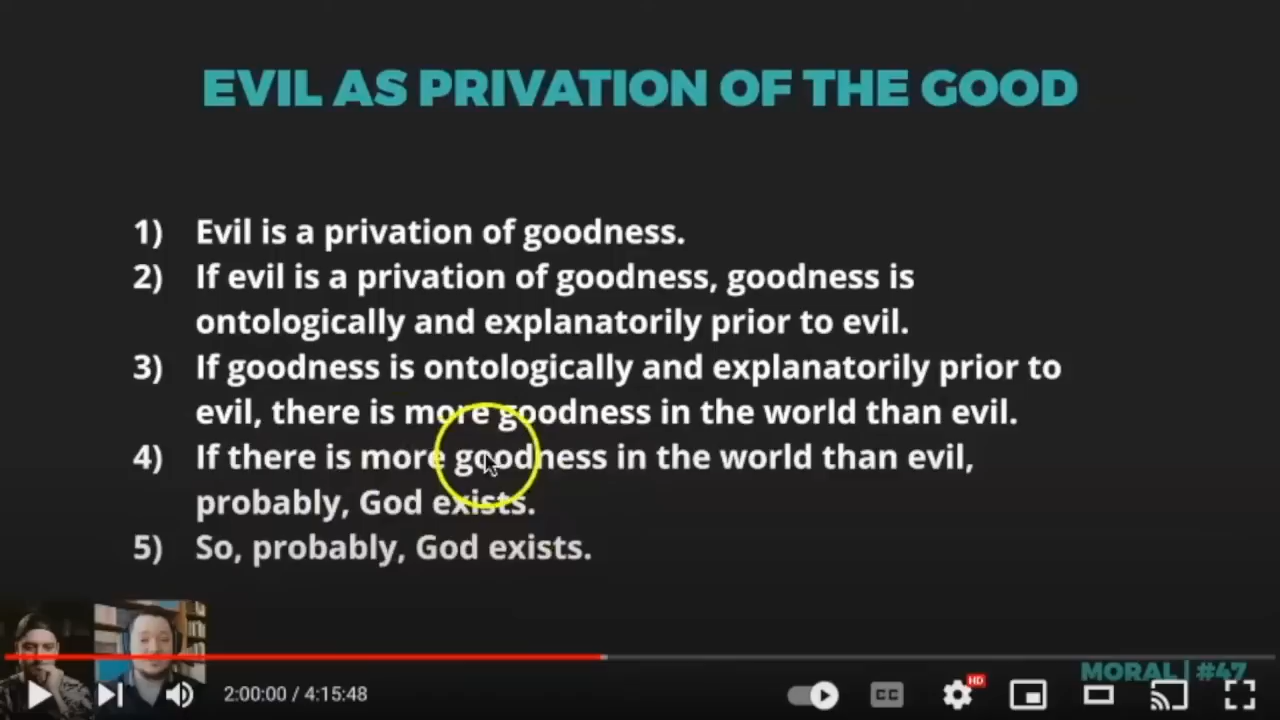 EVIL AS PRIVATION OF THE GOOD
1) Evil is a privation of goodness.
2) If evil is a privation of goodness, goodness is
ontologically and explanatorily prior to evil.
3) If goodness is ontologically and explanatorily prior to
evil, there is more goodness in the world than evil.
4) If there is more goodness in the world than evil,
probably, God exists.
5) So, probably, God exists.
MORAL | #47
2:00:00 / 4:15:48
CC
HD